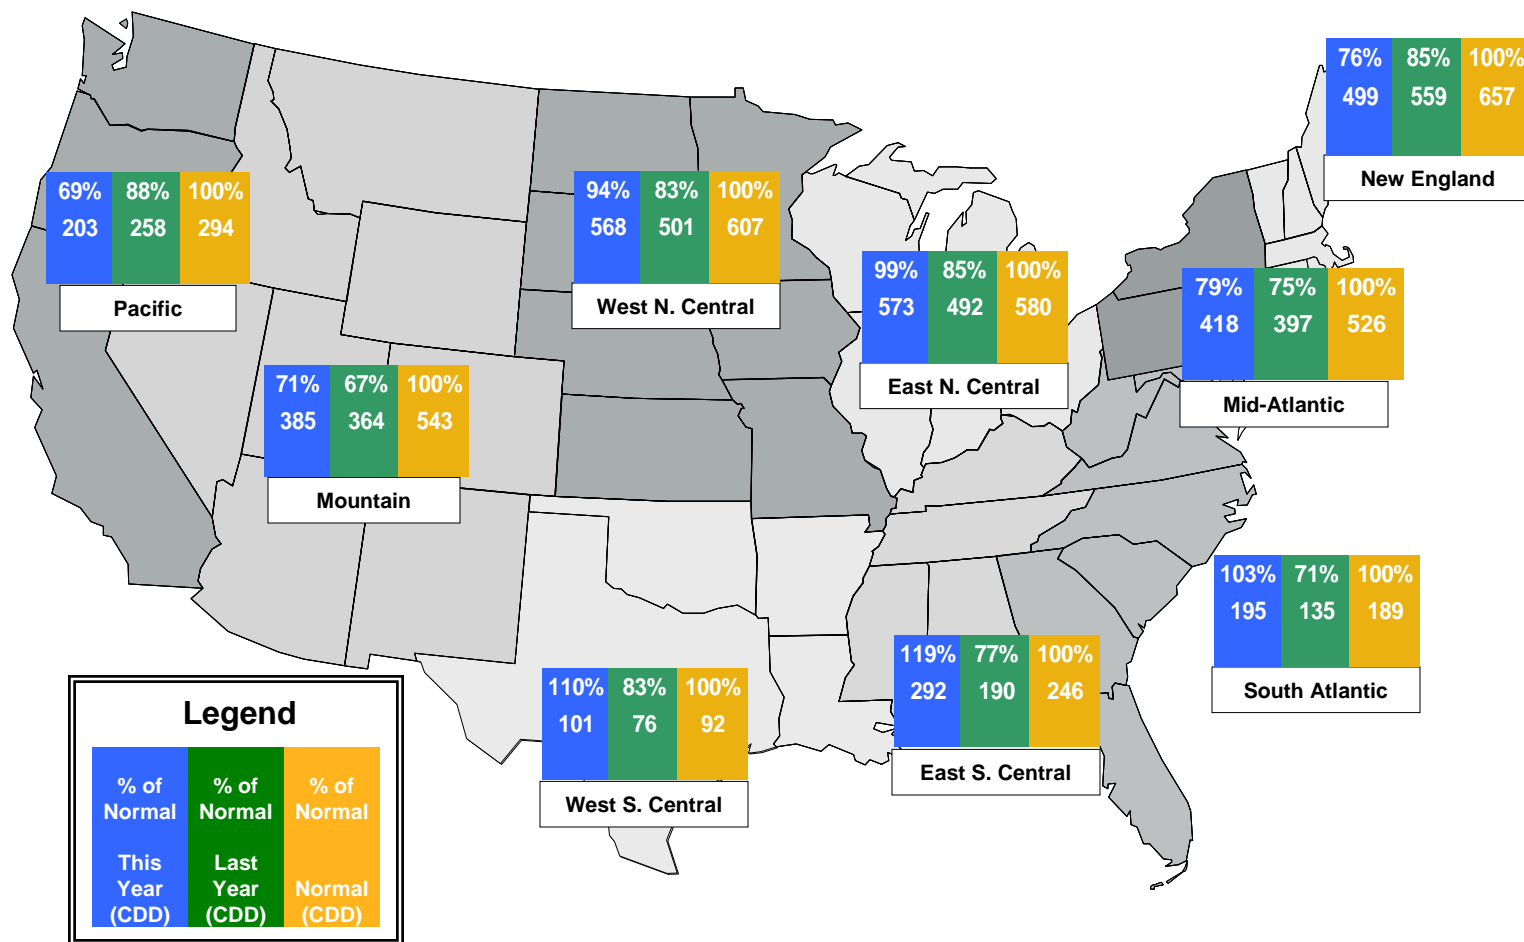 76% 85% 100%
499 559 657
New England
69% 88% 100%
203 258 294
Pacific
94% 83% 100%
568 501 607
West N. Central
99% 85% 100%
573 492 580
East N. Central
79% 75% 100%
418 397 526
Mid-Atlantic
71% 67% 100%
385 364 543
Mountain
103% 71% 100%
195 135 189
South Atlantic
119% 77% 100%
292 190 246
East S. Central
110% 83% 100%
101 76 92
West S. Central
Legend
% of % of % of
Normal Normal Normal
This Last
Year Year Normal
(CDD) (CDD) (CDD)